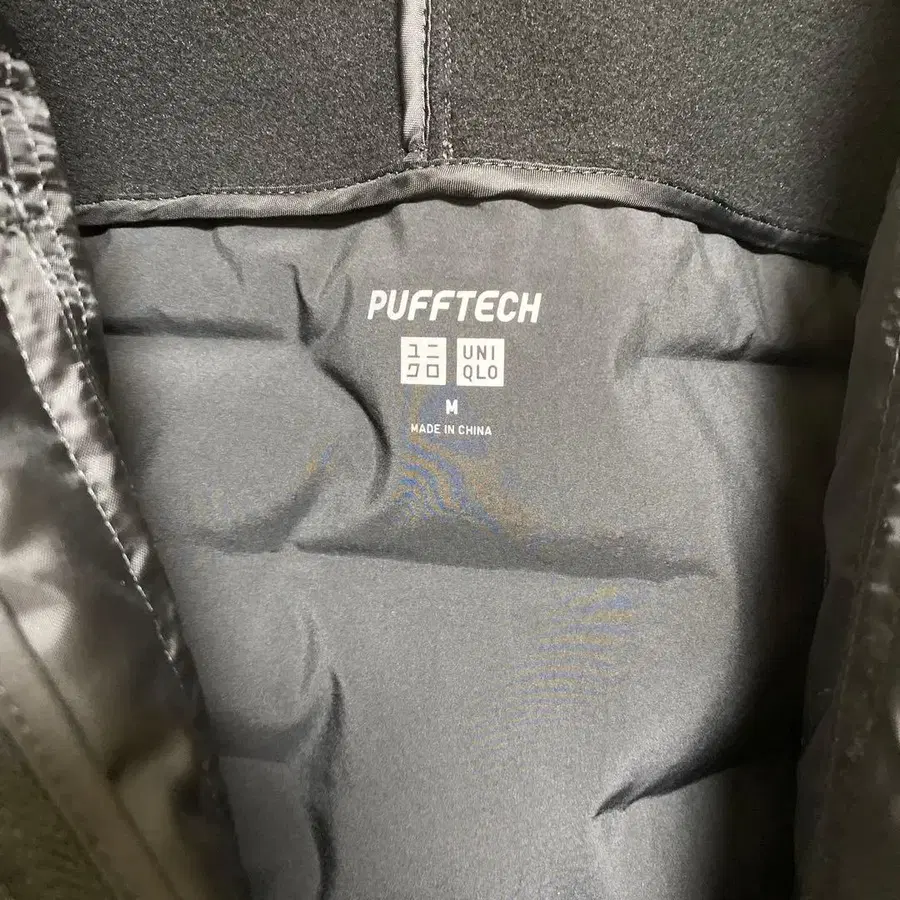 PUFFTECH
ユニ UNI
クロ QLO
M
MADE IN CHINA